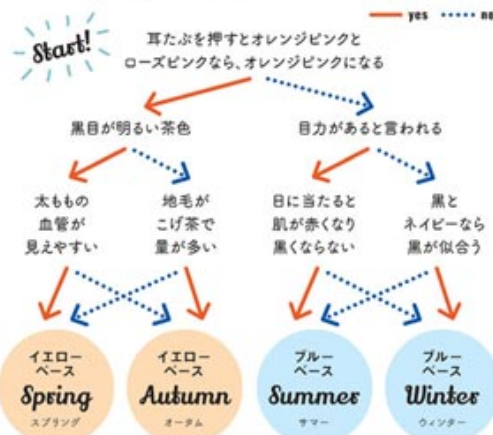 yes
no
Start!
耳たぶを押すとオレンジピンクと
ローズピンクなら、オレンジピンクになる
黒目が明るい茶色
目力があると言われる
太ももの
血管が
見えやすい
地毛が
こげ茶で
量が多い
日に当たると
肌が赤くなり
黒くならない
黒と
ネイビーなら
黒が似合う
イエロー
ベース
Spring
スプリング
イエロー
ベース
Autumn
オータム
ブルー
ベース
Summer
サマー
ブルー
ベース
Winter
ウィンター